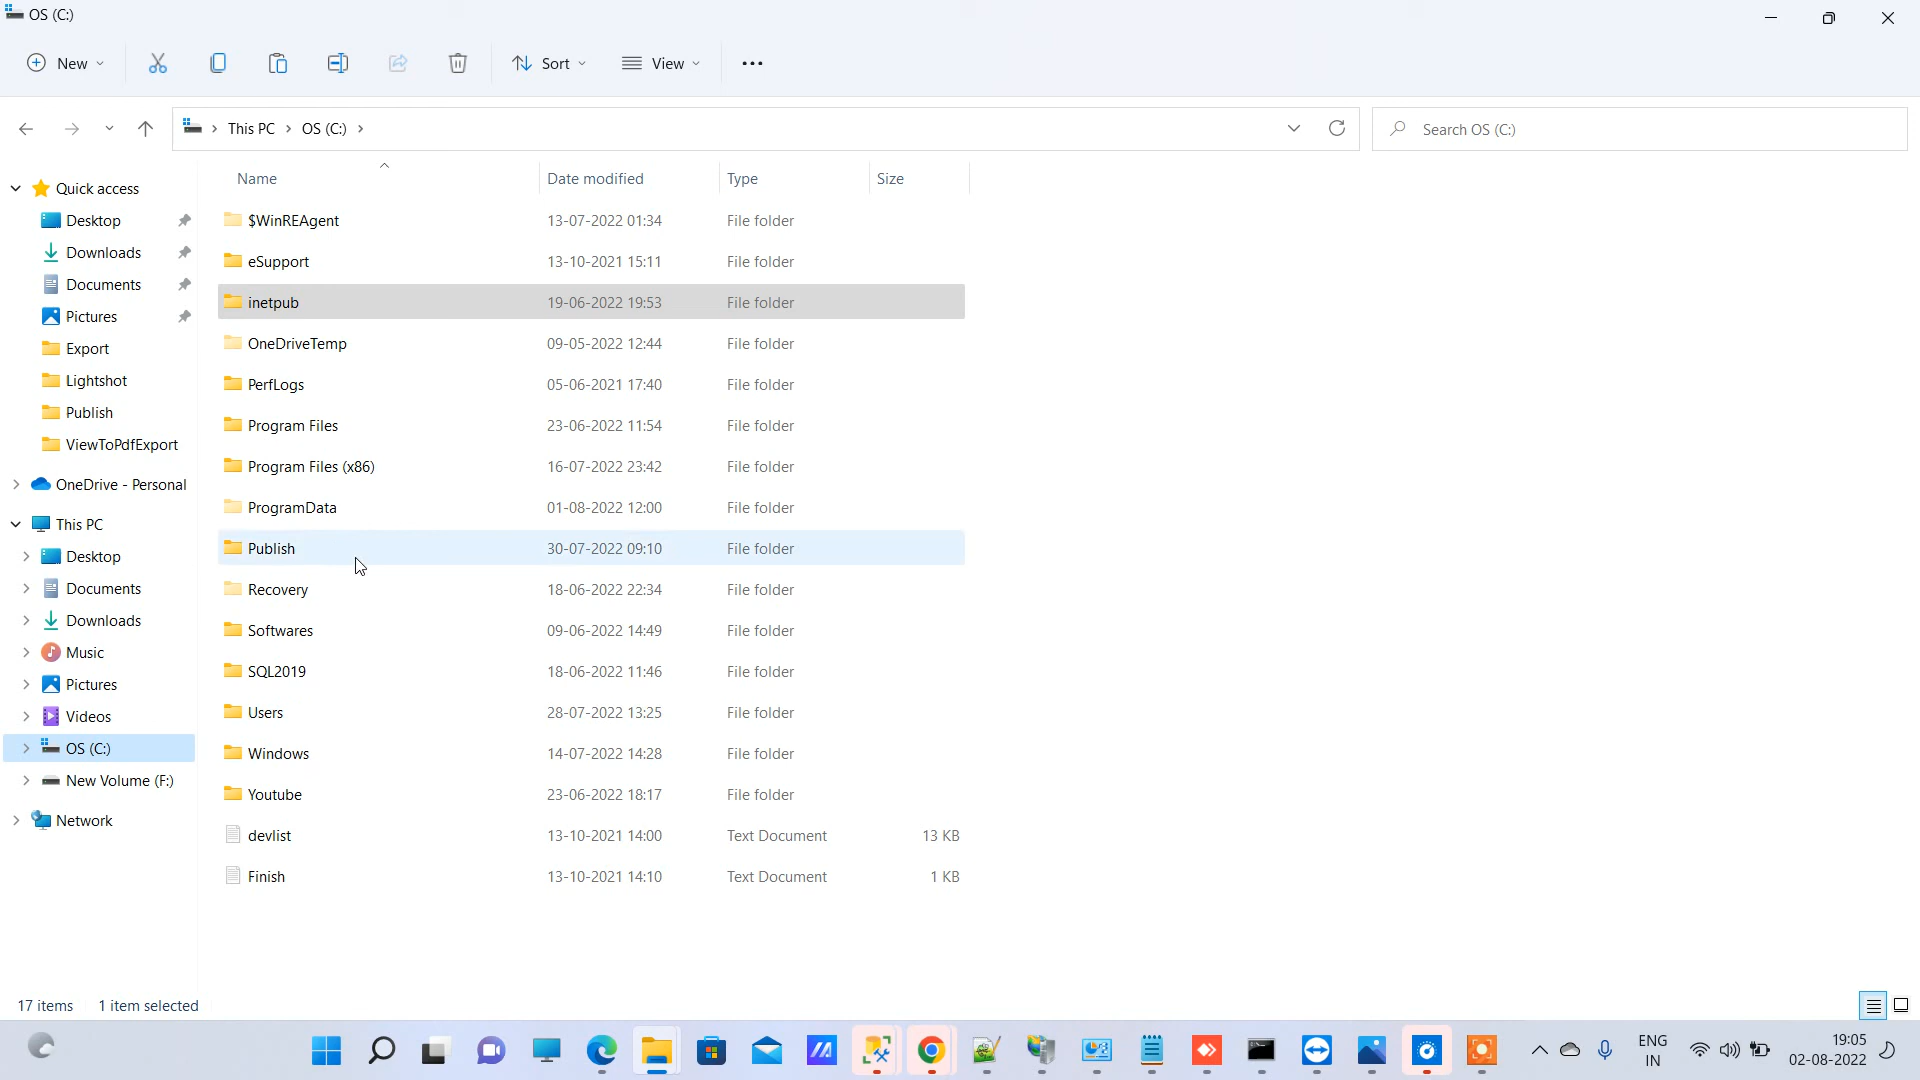 OS (C:)
New
Sort
View
This PC
OS (C:)
Search OS (C:)
Name
Date modified
Type
Size
Quick access
Desktop
Downloads
Documents
Pictures
Export
Lightshot
Publish
ViewToPdfExport
OneDrive - Personal
This PC
Desktop
Documents
Downloads
Music
Pictures
Videos
OS (C:)
New Volume (F:)
Network
$WinREAgent 13-07-2022 01:34 File folder
eSupport 13-10-2021 15:11 File folder
inetpub 19-06-2022 19:53 File folder
OneDriveTemp 09-05-2022 12:44 File folder
PerfLogs 05-06-2021 17:40 File folder
Program Files 23-06-2022 11:54 File folder
Program Files (x86) 16-07-2022 23:42 File folder
ProgramData 01-08-2022 12:00 File folder
Publish 30-07-2022 09:10 File folder
Recovery 18-06-2022 22:34 File folder
Softwares 09-06-2022 14:49 File folder
SQL2019 18-06-2022 11:46 File folder
Users 28-07-2022 13:25 File folder
Windows 14-07-2022 14:28 File folder
Youtube 23-06-2022 18:17 File folder
devlist 13-10-2021 14:00 Text Document 13 KB
Finish 13-10-2021 14:10 Text Document 1 KB
17 items 1 item selected
ENG
IN
19:05
02-08-2022